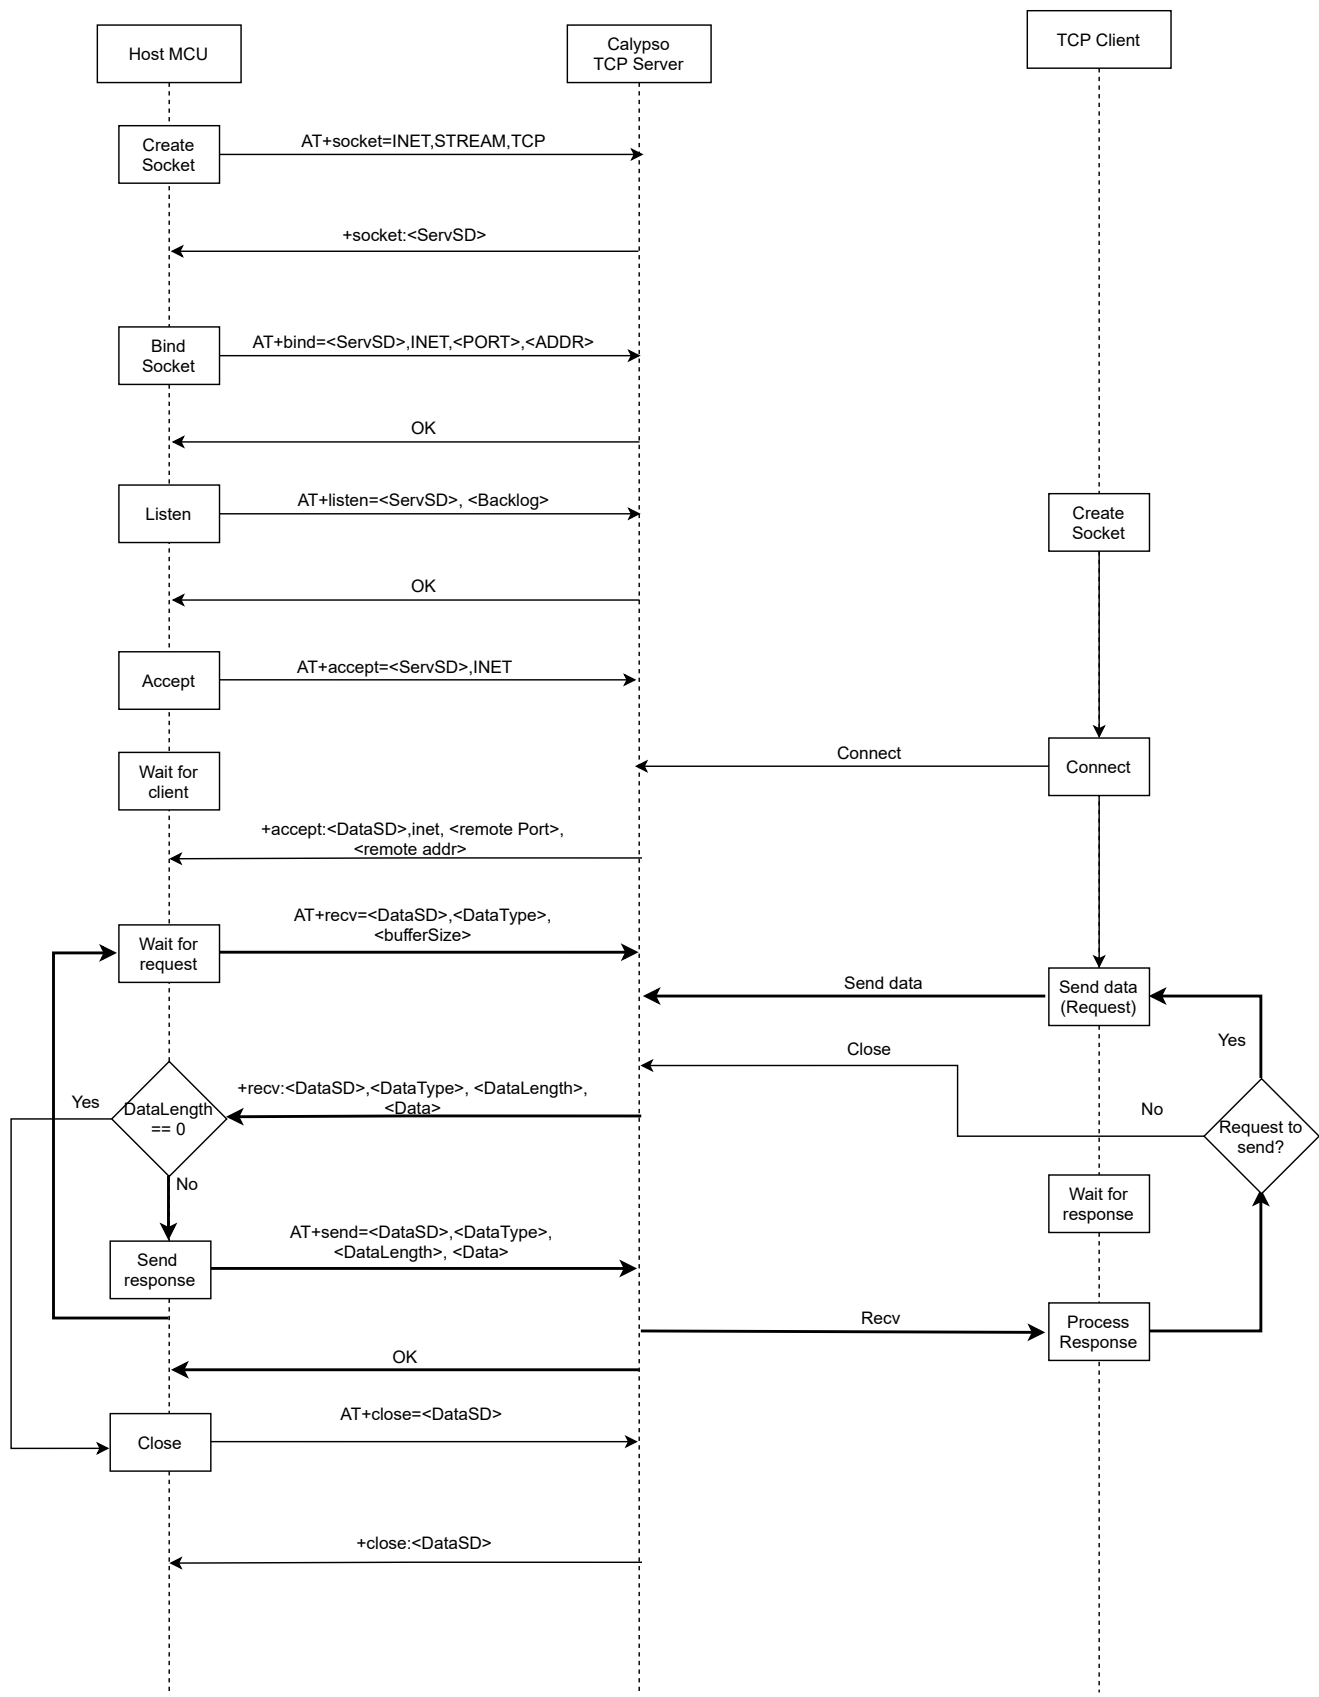 Host MCU
Calypso
TCP Server
TCP Client
Create
Socket
AT+socket=INET,STREAM,TCP
+socket:<ServSD>
Bind
Socket
AT+bind=<ServSD>,INET,<PORT>,<ADDR>
OK
Listen
AT+listen=<ServSD>, <Backlog>
Create
Socket
OK
Accept
AT+accept=<ServSD>,INET
Wait for
client
Connect
Connect
+accept:<DataSD>,inet, <remote Port>,
<remote addr>
Wait for
request
AT+recv=<DataSD>,<DataType>,
<bufferSize>
Send data
Send data
(Request)
Yes
Close
No
Request to
send?
Yes
DataLength
== 0
+recv:<DataSD>,<DataType>, <DataLength>,
<Data>
No
Wait for
response
Send
response
AT+send=<DataSD>,<DataType>,
<DataLength>, <Data>
Recv
Process
Response
OK
Close
AT+close=<DataSD>
+close:<DataSD>